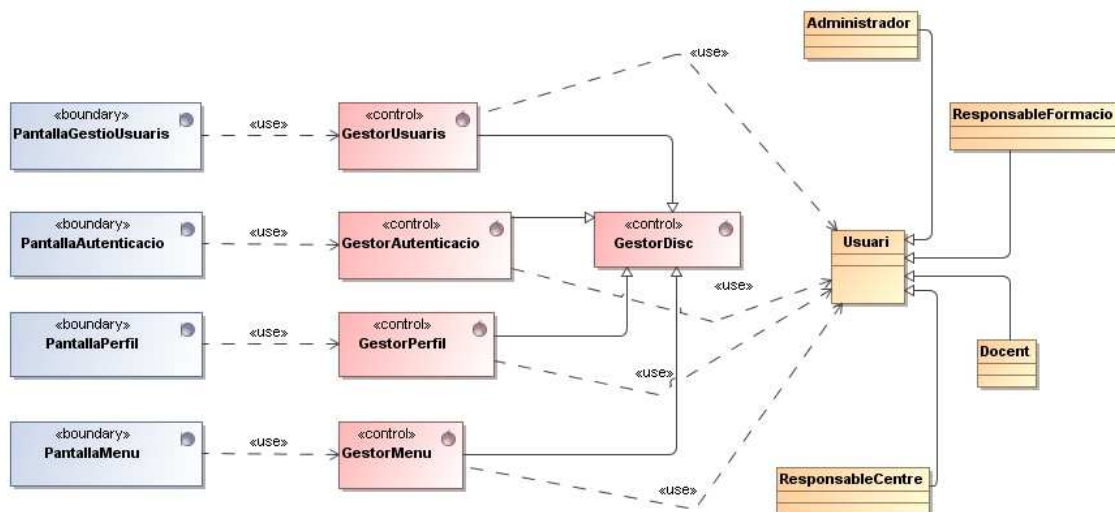 Administrador
«use»
«boundary»
PantallaGestioUsuaris
«use»
«control»
GestorUsuaris
ResponsableFormacio
«boundary»
PantallaAutenticacio
«use»
«control»
GestorAutenticacio
«control»
GestorDisc
Usuari
«use»
«boundary»
PantallaPerfil
«use»
«control»
GestorPerfil
Docent
«use»
«boundary»
PantallaMenu
«use»
«control»
GestorMenu
ResponsableCentre
«use»